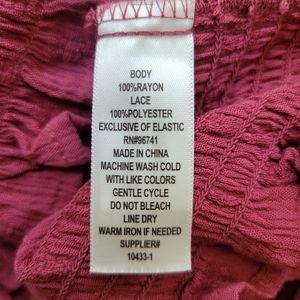 BODY
100%RAYON
LACE
100%POLYESTER
EXCLUSIVE OF ELASTIC
RN#96741
MADE IN CHINA
MACHINE WASH COLD
WITH LIKE COLORS
GENTLE CYCLE
DO NOT BLEACH
LINE DRY
WARM IRON IF NEEDED
SUPPLIER#
10433-1